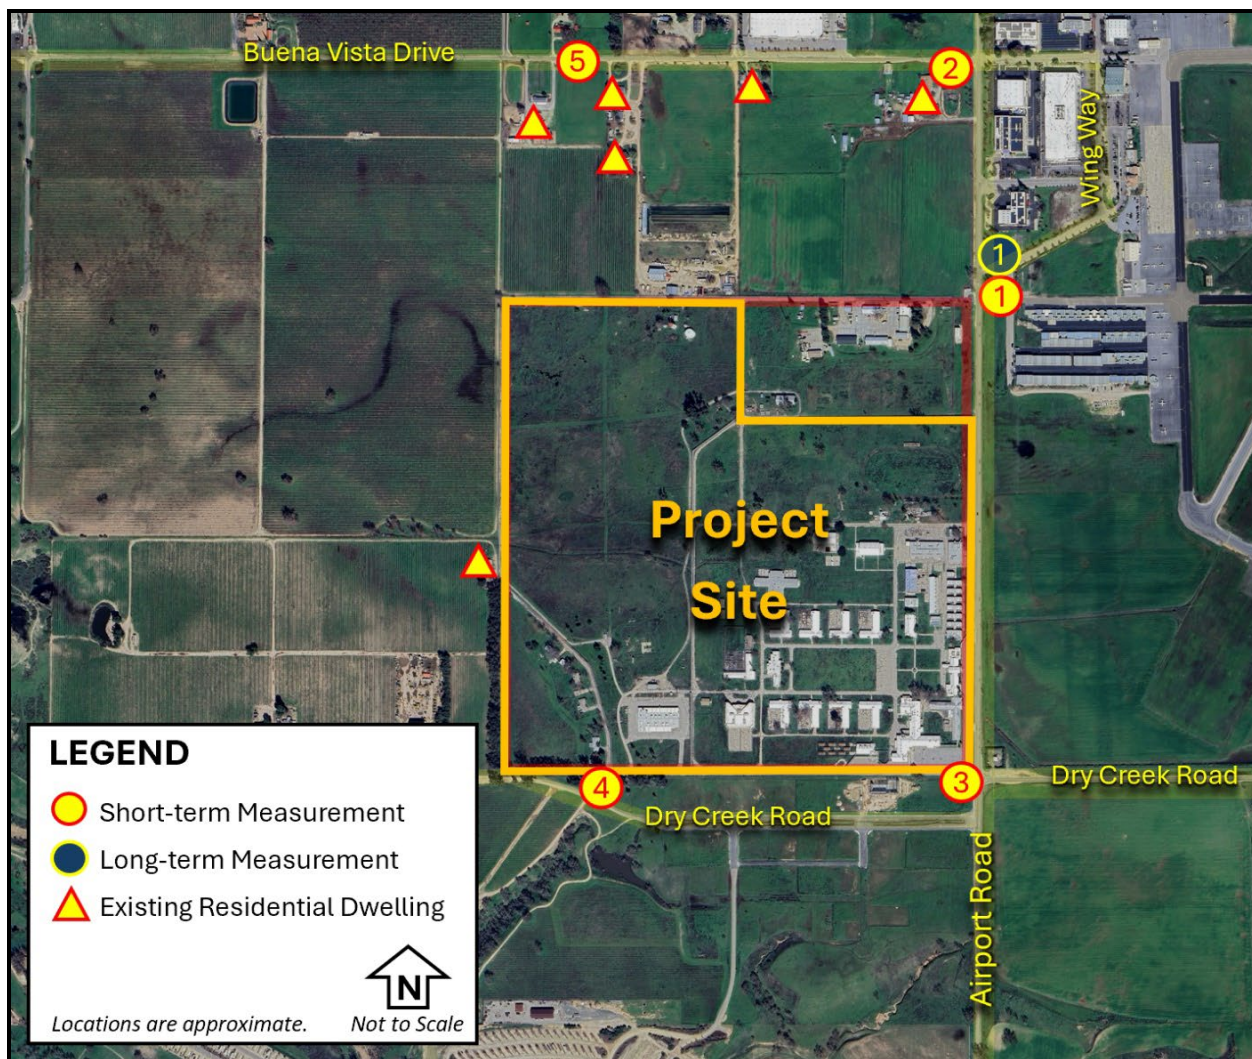 Buena Vista Drive
5
2
Wing Way
1
1
Project
Site
LEGEND
Short-term Measurement
Long-term Measurement
Existing Residential Dwelling
N
Locations are approximate.
Not to Scale
4
3
Dry Creek Road
Dry Creek Road
Airport Road